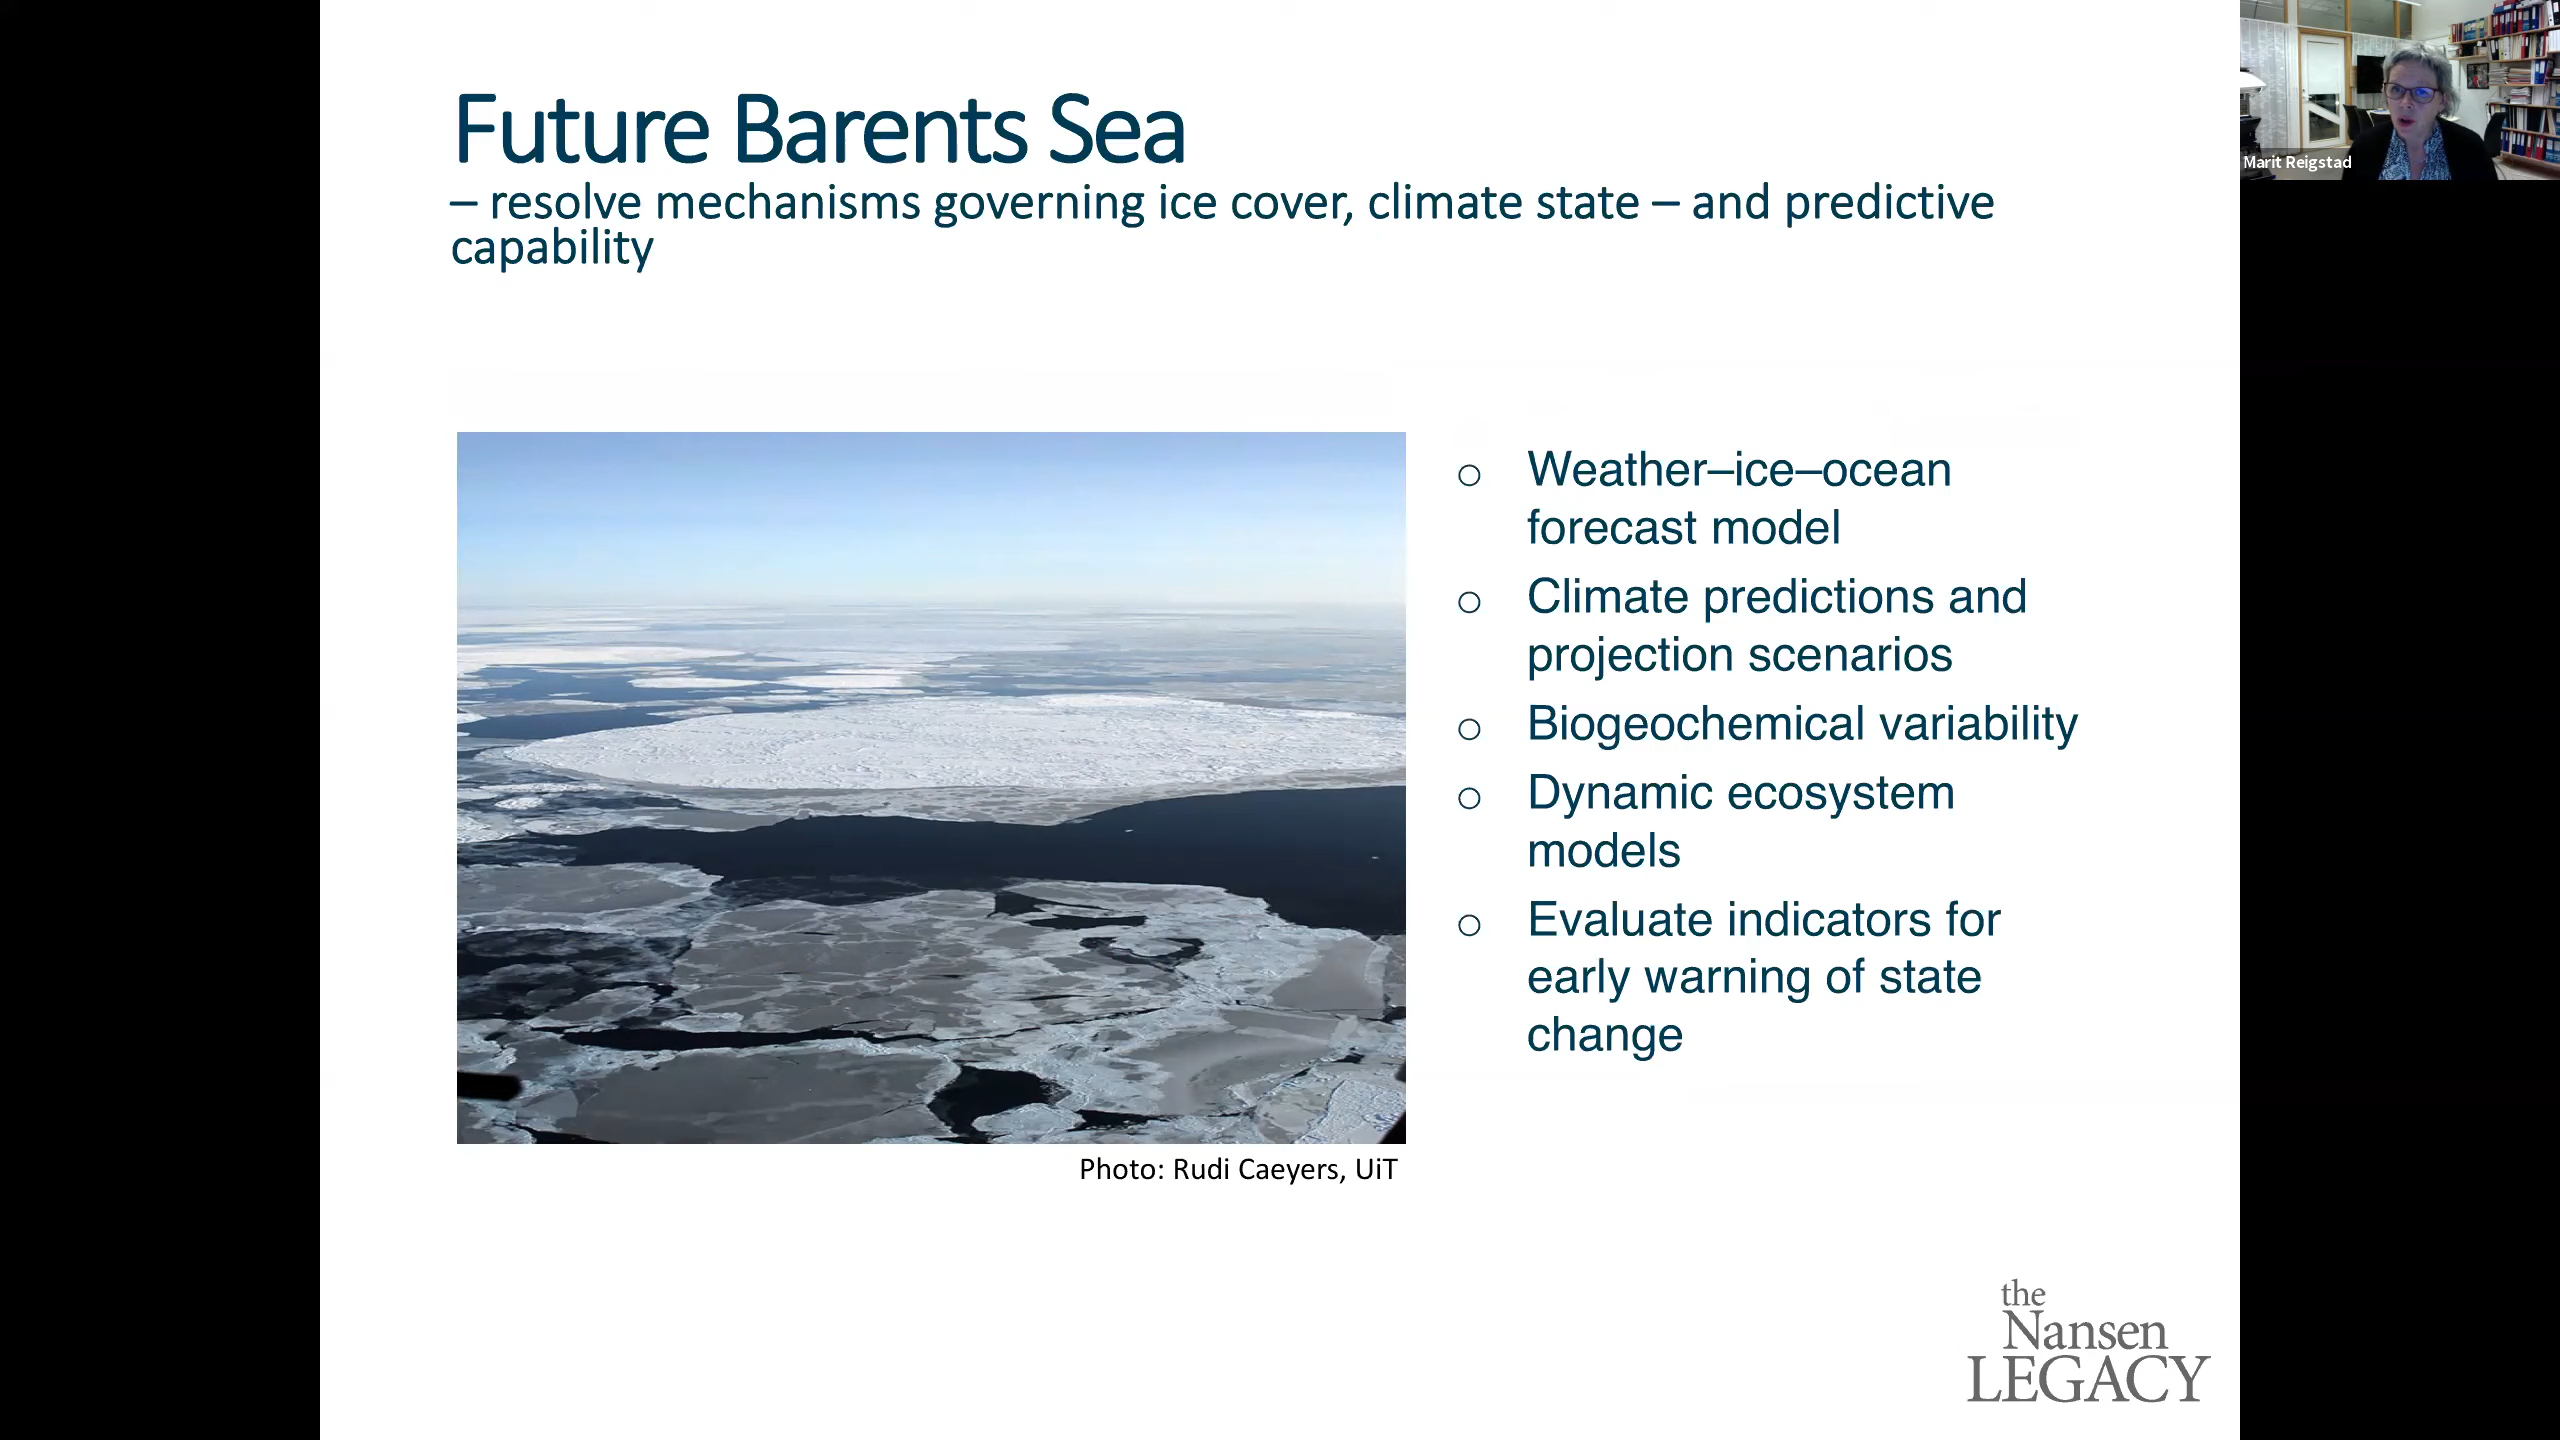 Future Barents Sea
– resolve mechanisms governing ice cover, climate state – and predictive
capability
Marit Reigstad
o Weather–ice–ocean
forecast model
o Climate predictions and
projection scenarios
o Biogeochemical variability
o Dynamic ecosystem
models
o Evaluate indicators for
early warning of state
change
Photo: Rudi Caeyers, UiT
the
Nansen
LEGACY